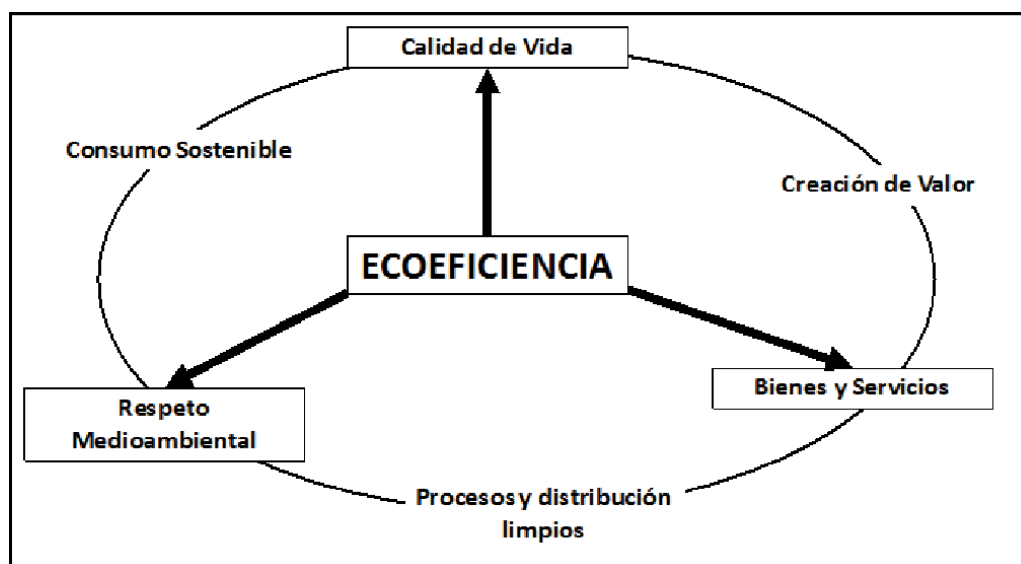 Calidad de Vida
Consumo Sostenible
Creación de Valor
ECOEFICIENCIA
Respeto
Medioambiental
Bienes y Servicios
Procesos y distribución
limpios